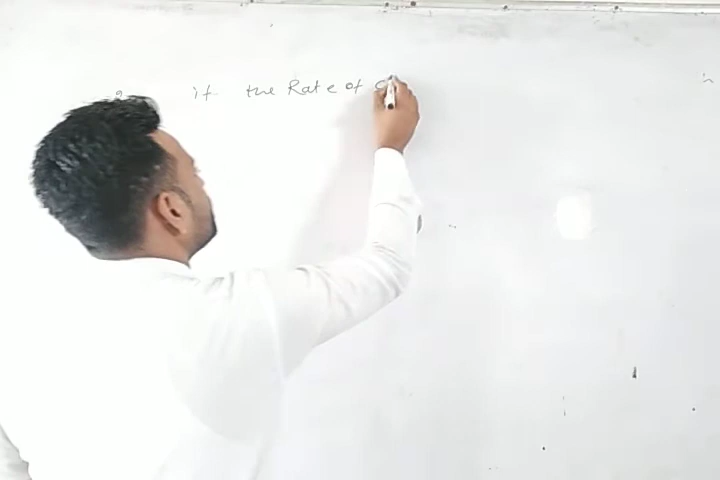 if the Rate of